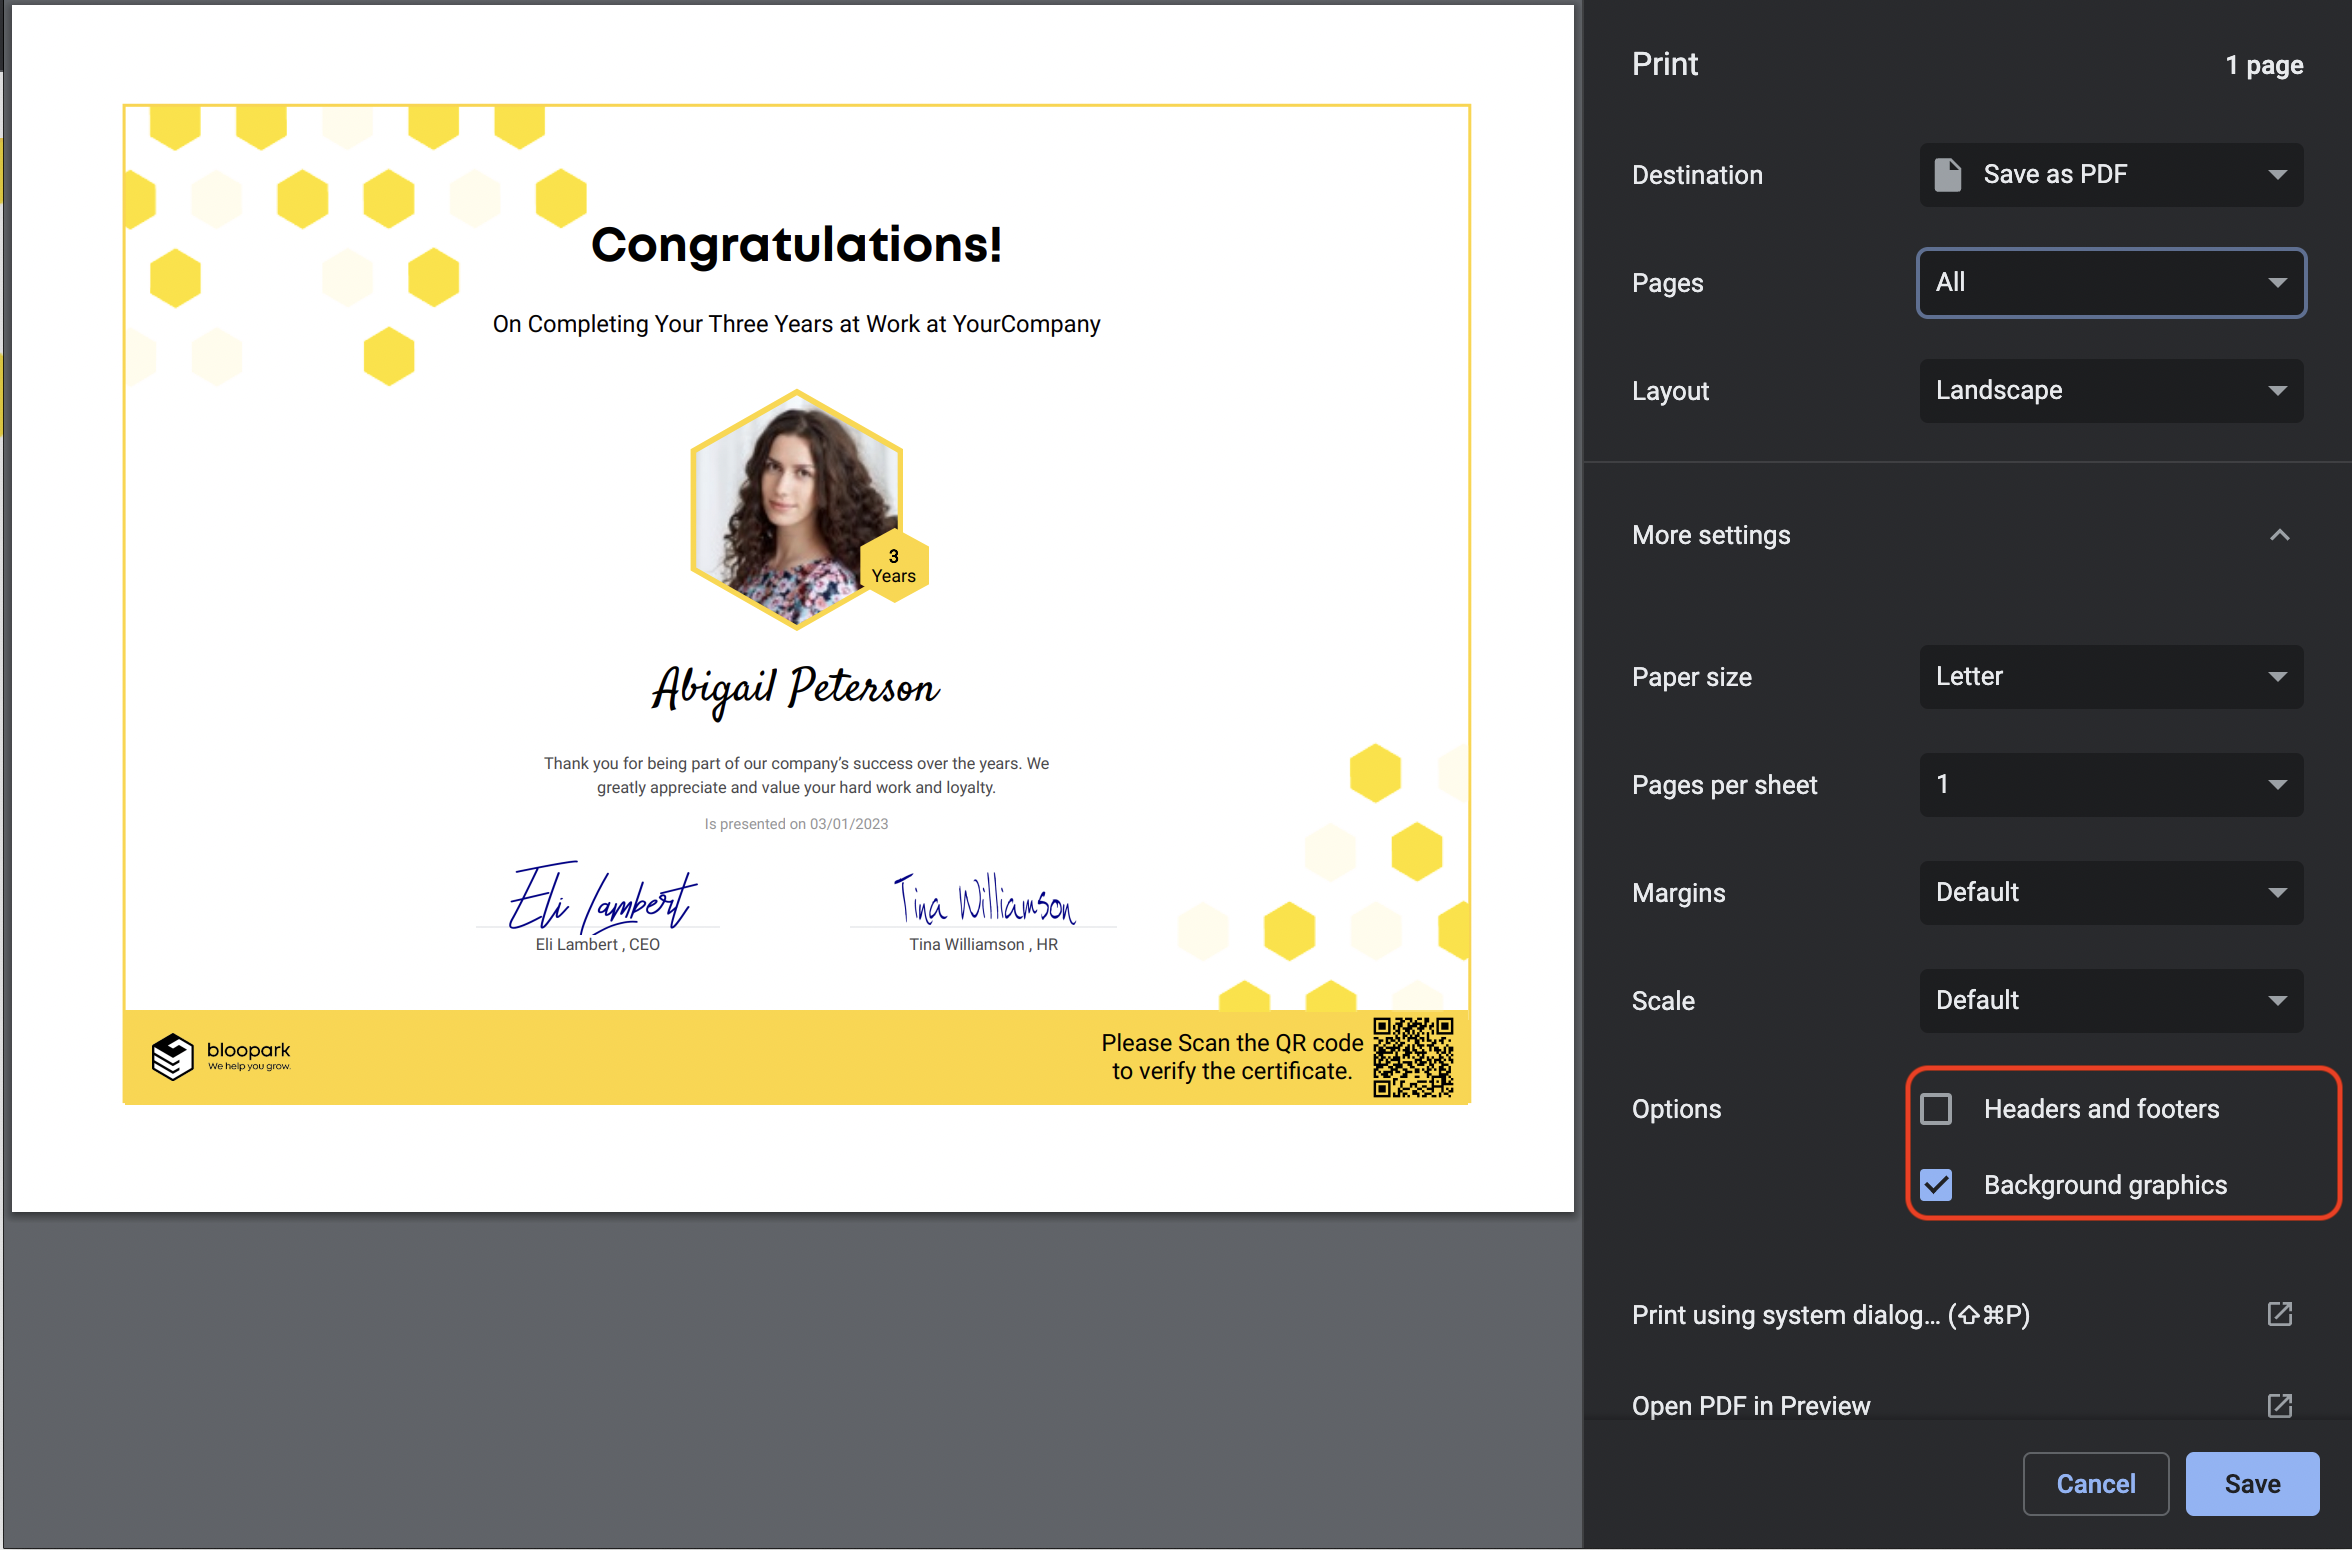 Congratulations!
On Completing Your Three Years at Work at YourCompany
3
Years
Abigail Peterson
Thank you for being part of our company’s success over the years. We
greatly appreciate and value your hard work and loyalty.
Is presented on 03/01/2023
Eli Lambert
Eli Lambert , CEO
Tina Williamson
Tina Williamson , HR
bloopark
We help you grow.
Please Scan the QR code
to verify the certificate.
Print
1 page
Destination
Save as PDF
Pages
All
Layout
Landscape
More settings
Paper size
Letter
Pages per sheet
1
Margins
Default
Scale
Default
Options
Headers and footers
Background graphics
Print using system dialog... (⇧⌘P)
Open PDF in Preview
Cancel
Save